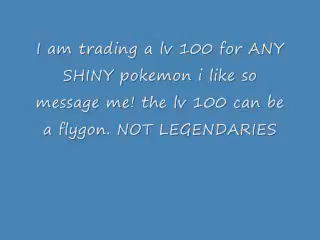 I am trading a lv 100 for ANY
SHINY pokemon i like so
message me! the lv 100 can be
a flygon. NOT LEGENDARIES